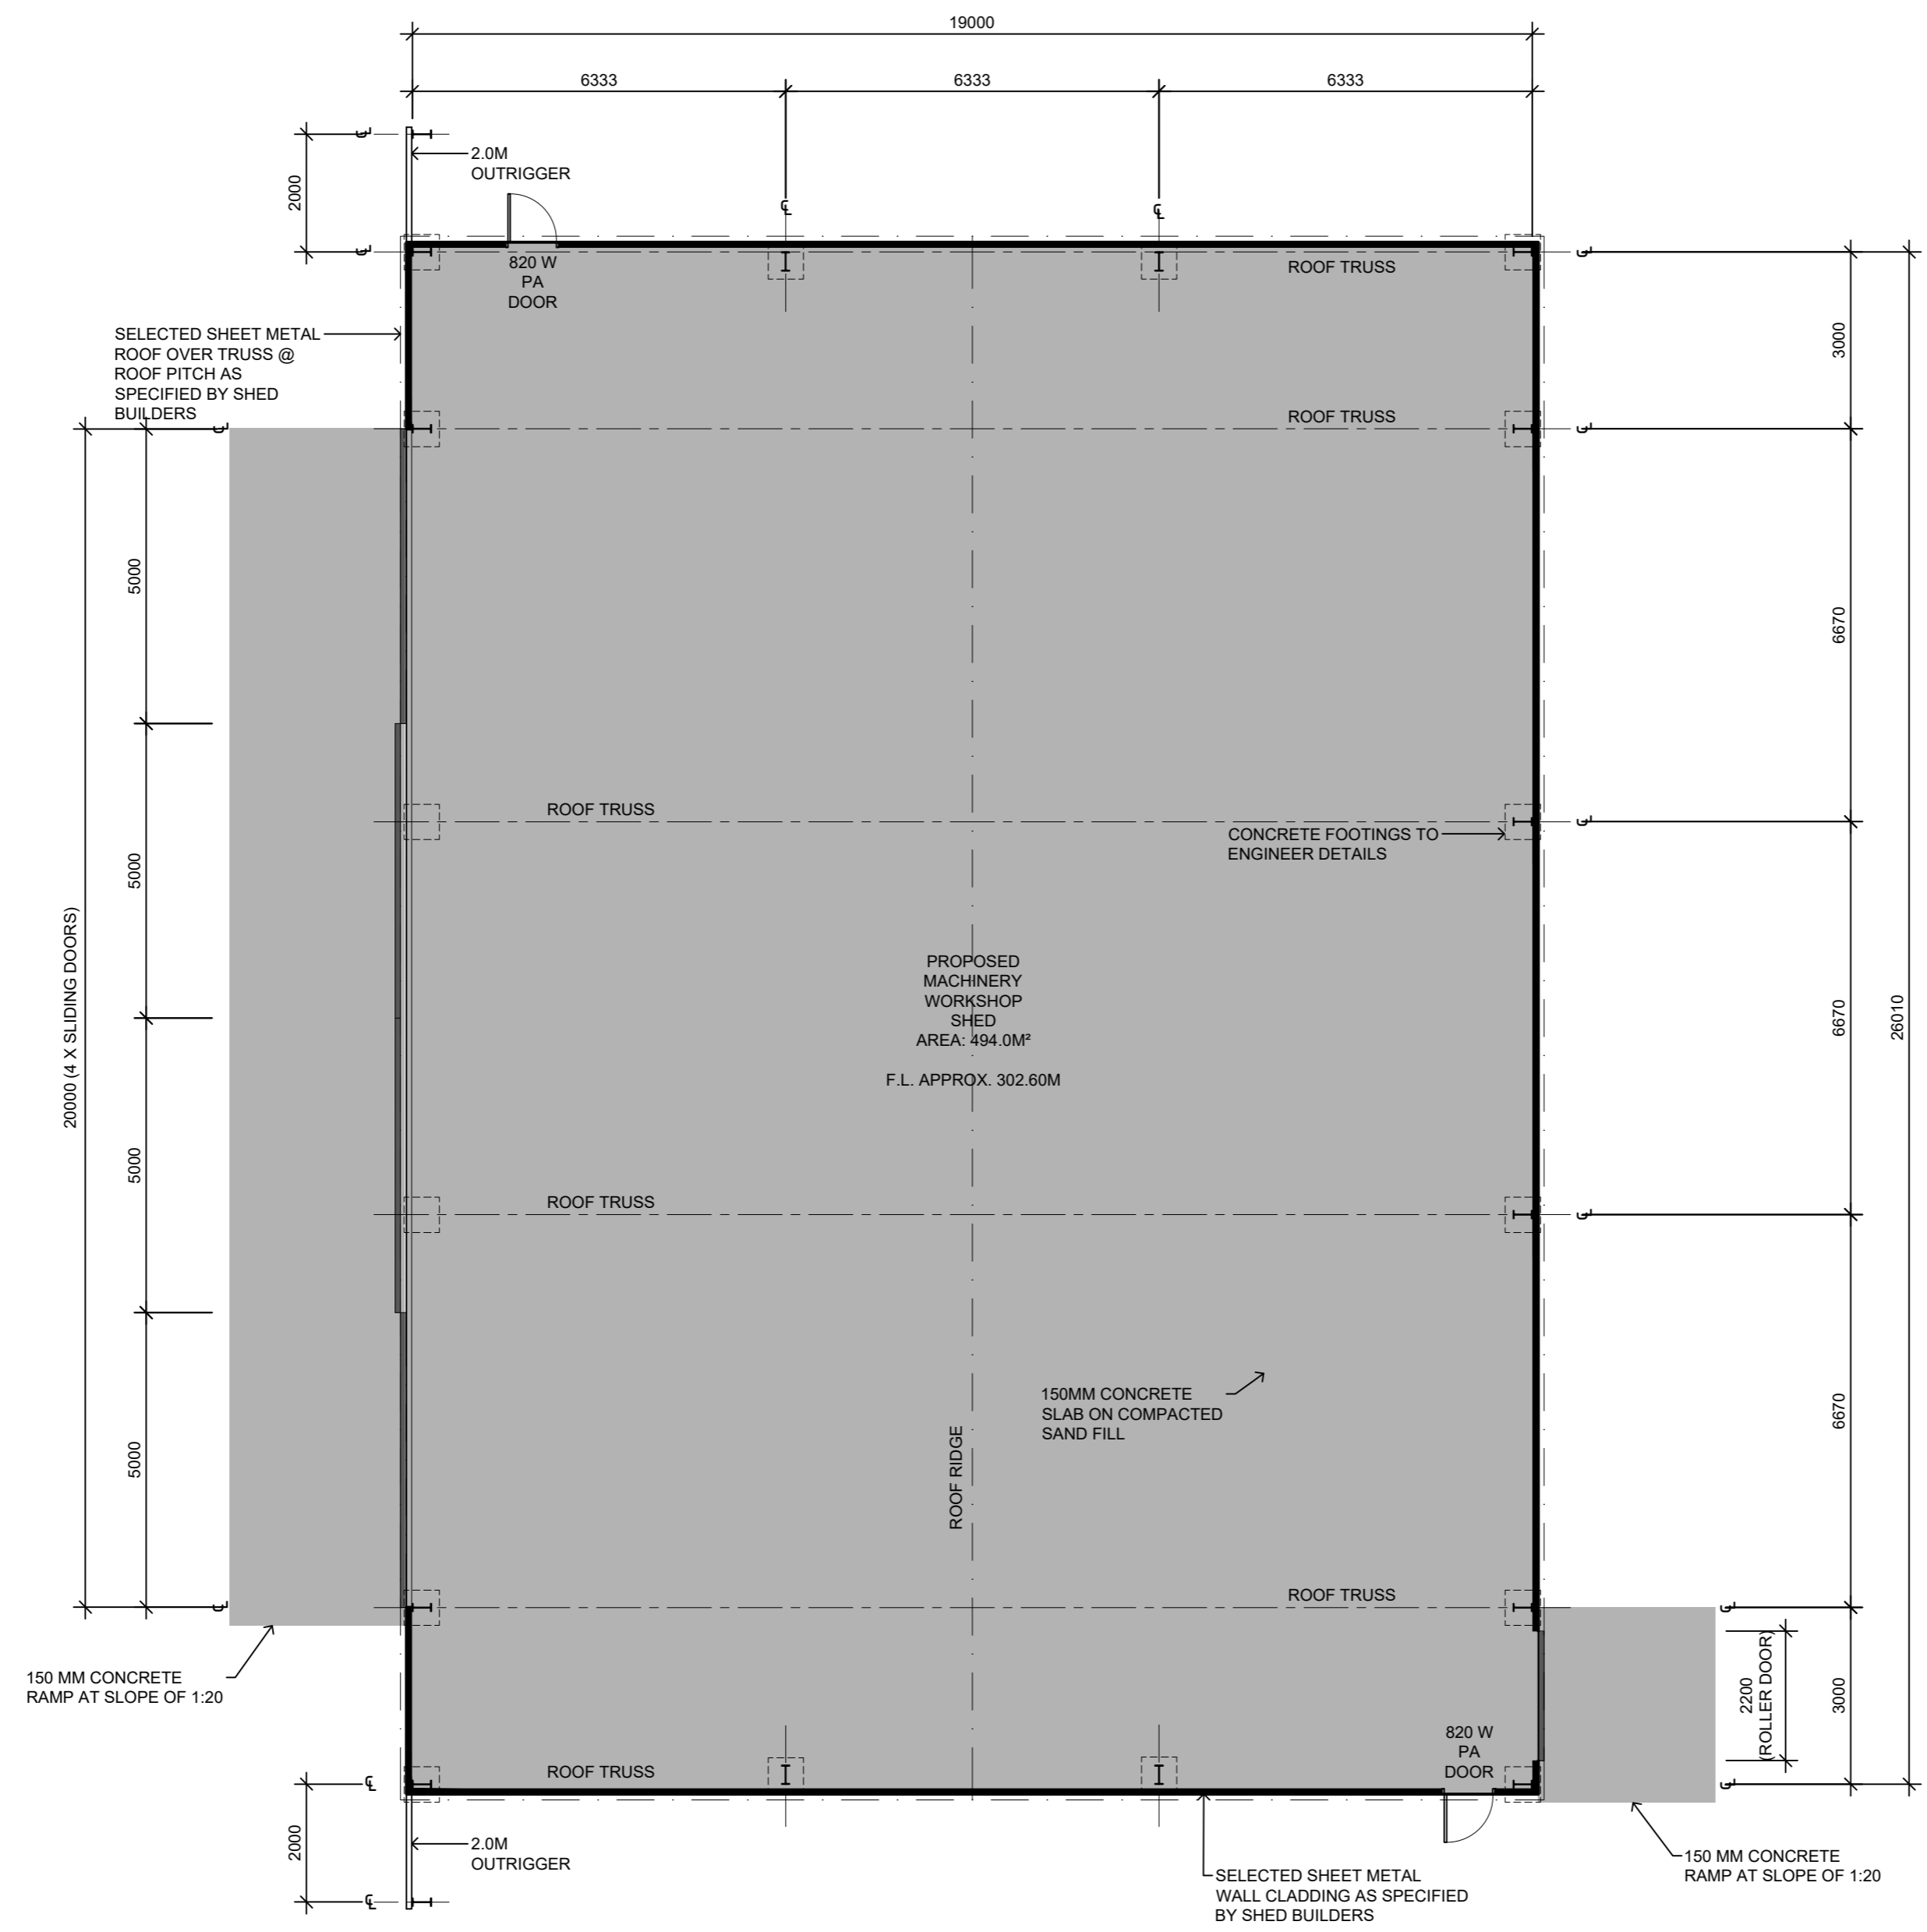 19000
6333
6333
6333
2.0M
OUTRIGGER
2000
℄
℄
℄
℄
820 W
PA
DOOR
ROOF TRUSS
℄
SELECTED SHEET METAL
ROOF OVER TRUSS @
ROOF PITCH AS
SPECIFIED BY SHED
BUILDERS
3000
℄
ROOF TRUSS
℄
5000
6670
ROOF TRUSS
CONCRETE FOOTINGS TO
ENGINEER DETAILS
℄
5000
20000 (4 X SLIDING DOORS)
PROPOSED
MACHINERY
WORKSHOP
SHED
AREA: 494.0M²
F.L. APPROX. 302.60M
6670
26010
5000
ROOF TRUSS
℄
150MM CONCRETE
SLAB ON COMPACTED
SAND FILL
5000
ROOF RIDGE
6670
℄
ROOF TRUSS
℄
150 MM CONCRETE
RAMP AT SLOPE OF 1:20
2200
(ROLLER DOOR)
3000
820 W
PA
DOOR
ROOF TRUSS
℄
℄
2000
2.0M
OUTRIGGER
℄
SELECTED SHEET METAL
WALL CLADDING AS SPECIFIED
BY SHED BUILDERS
150 MM CONCRETE
RAMP AT SLOPE OF 1:20